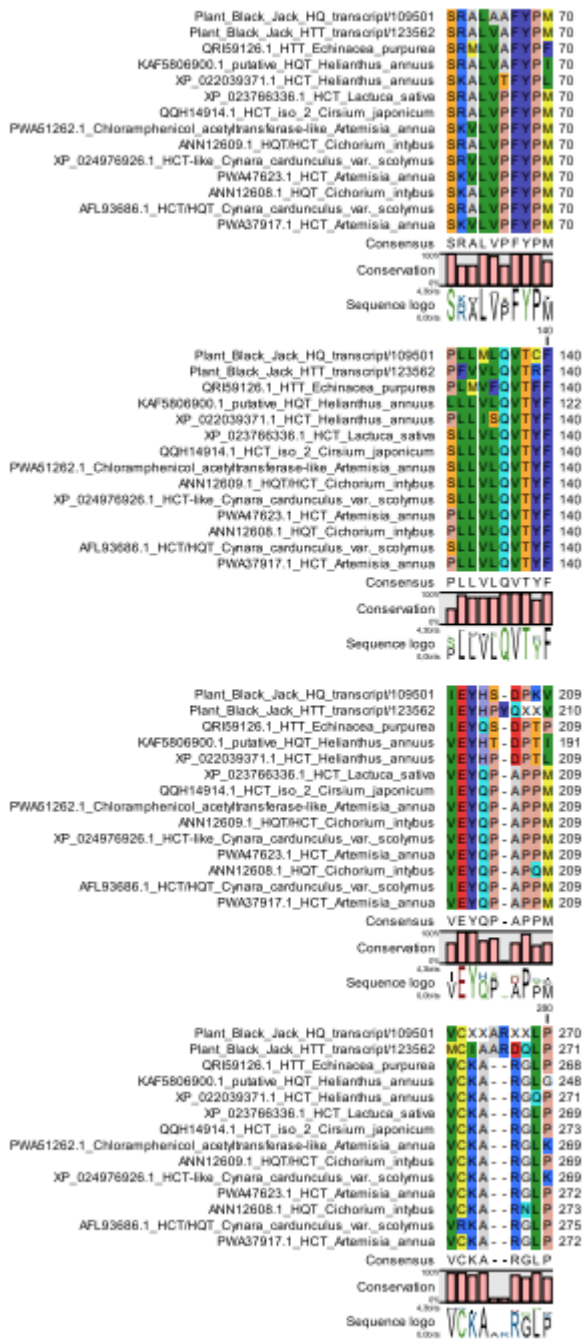 Plant_Black_Jack_HQ_transcript/109501 SRALAAFYPM 70
Plant_Black_Jack_HTT_transcript/123562 SRALVAFYPM 70
QRI59126.1_HTT_Echinacea_purpurea SRMLVAFYPF 70
KAF5806900.1_putative_HQT_Helianthus_annuus SRALVAFYPI 70
XP_022039371.1_HCT_Helianthus_annuus SRALVTFYPL 70
XP_023766336.1_HCT_Lactuca_sativa SRALVPFYPM 70
QQH14914.1_HCT_iso_2_Cirsium_japonicum SRALVPFYPM 70
PWA51262.1_Chloramphenicol_acetyltransferase-like_Artemisia_annua SKVLVPFYPM 70
ANN12609.1_HQT/HCT_Cichorium_intybus SRALVPFYPM 70
XP_024976926.1_HCT-like_Cynara_cardunculus_var._scolymus SRVLVPFYPM 70
PWA47623.1_HCT_Artemisia_annua SKALVPFYPM 70
ANN12608.1_HQT_Cichorium_intybus SKALVPFYPM 70
AFL93686.1_HCT/HQT_Cynara_cardunculus_var._scolymus SRALVPFYPM 70
PWA37917.1_HCT_Artemisia_annua SKVLVPFYPM 70
Consensus SRALVPFYPM
100%
Conservation
0%
Sequence logo
140
Plant_Black_Jack_HQ_transcript/109501 PLLMLQVTCF 140
Plant_Black_Jack_HTT_transcript/123562 PFVVLQVTRF 140
QRI59126.1_HTT_Echinacea_purpurea PLMVFQVTFF 140
KAF5806900.1_putative_HQT_Helianthus_annuus LLLVLQVTYF 122
XP_022039371.1_HCT_Helianthus_annuus PLLISQVTYF 140
XP_023766336.1_HCT_Lactuca_sativa SLLVLQVTYF 140
QQH14914.1_HCT_iso_2_Cirsium_japonicum SLLVLQVTYF 140
PWA51262.1_Chloramphenicol_acetyltransferase-like_Artemisia_annua SLLVLQVTYF 140
ANN12609.1_HQT/HCT_Cichorium_intybus SLLVLQVTYF 140
XP_024976926.1_HCT-like_Cynara_cardunculus_var._scolymus SLLVLQVTYF 140
PWA47623.1_HCT_Artemisia_annua PLLVLQVTYF 140
ANN12608.1_HQT_Cichorium_intybus PLLVLQVTYF 140
AFL93686.1_HCT/HQT_Cynara_cardunculus_var._scolymus SLLVLQVTYF 140
PWA37917.1_HCT_Artemisia_annua PLLVLQVTYF 140
Consensus PLLVLQVTYF
100%
Conservation
0%
Sequence logo
Plant_Black_Jack_HQ_transcript/109501 IEYHS-DPKV 209
Plant_Black_Jack_HTT_transcript/123562 IEYHPYQXXV 210
QRI59126.1_HTT_Echinacea_purpurea IEYQS-DPTP 209
KAF5806900.1_putative_HQT_Helianthus_annuus VEYHT-DPTI 191
XP_022039371.1_HCT_Helianthus_annuus VEYHP-DPTL 209
XP_023766336.1_HCT_Lactuca_sativa VEYQP-APPM 209
QQH14914.1_HCT_iso_2_Cirsium_japonicum IEYQP-APPM 209
PWA51262.1_Chloramphenicol_acetyltransferase-like_Artemisia_annua VEYQP-APPM 209
ANN12609.1_HQT/HCT_Cichorium_intybus VEYQP-APPM 209
XP_024976926.1_HCT-like_Cynara_cardunculus_var._scolymus VEYQP-APPM 209
PWA47623.1_HCT_Artemisia_annua VEYQP-APPM 209
ANN12608.1_HQT_Cichorium_intybus VEYQP-APQM 209
AFL93686.1_HCT/HQT_Cynara_cardunculus_var._scolymus IEYQP-APPM 209
PWA37917.1_HCT_Artemisia_annua VEYQP-APPM 209
Consensus VEYQP-APPM
100%
Conservation
0%
Sequence logo
280
Plant_Black_Jack_HQ_transcript/109501 VCXXARXXLP 270
Plant_Black_Jack_HTT_transcript/123562 MCIAARDQLP 271
QRI59126.1_HTT_Echinacea_purpurea VCKA--RGLP 268
KAF5806900.1_putative_HQT_Helianthus_annuus VCKA--RGLG 248
XP_022039371.1_HCT_Helianthus_annuus VCKA--RGQP 271
XP_023766336.1_HCT_Lactuca_sativa VCKA--RGLP 269
QQH14914.1_HCT_iso_2_Cirsium_japonicum VCKA--RGLP 273
PWA51262.1_Chloramphenicol_acetyltransferase-like_Artemisia_annua VCKA--RGLK 269
ANN12609.1_HQT/HCT_Cichorium_intybus VCKA--RGLP 269
XP_024976926.1_HCT-like_Cynara_cardunculus_var._scolymus VCKA--RGLK 269
PWA47623.1_HCT_Artemisia_annua VCKA--RGLP 272
ANN12608.1_HQT_Cichorium_intybus VCKA--RNLP 273
AFL93686.1_HCT/HQT_Cynara_cardunculus_var._scolymus VRKA--RGLP 275
PWA37917.1_HCT_Artemisia_annua VCKA--RGLP 272
Consensus VCKA--RGLP
100%
Conservation
0%
Sequence logo